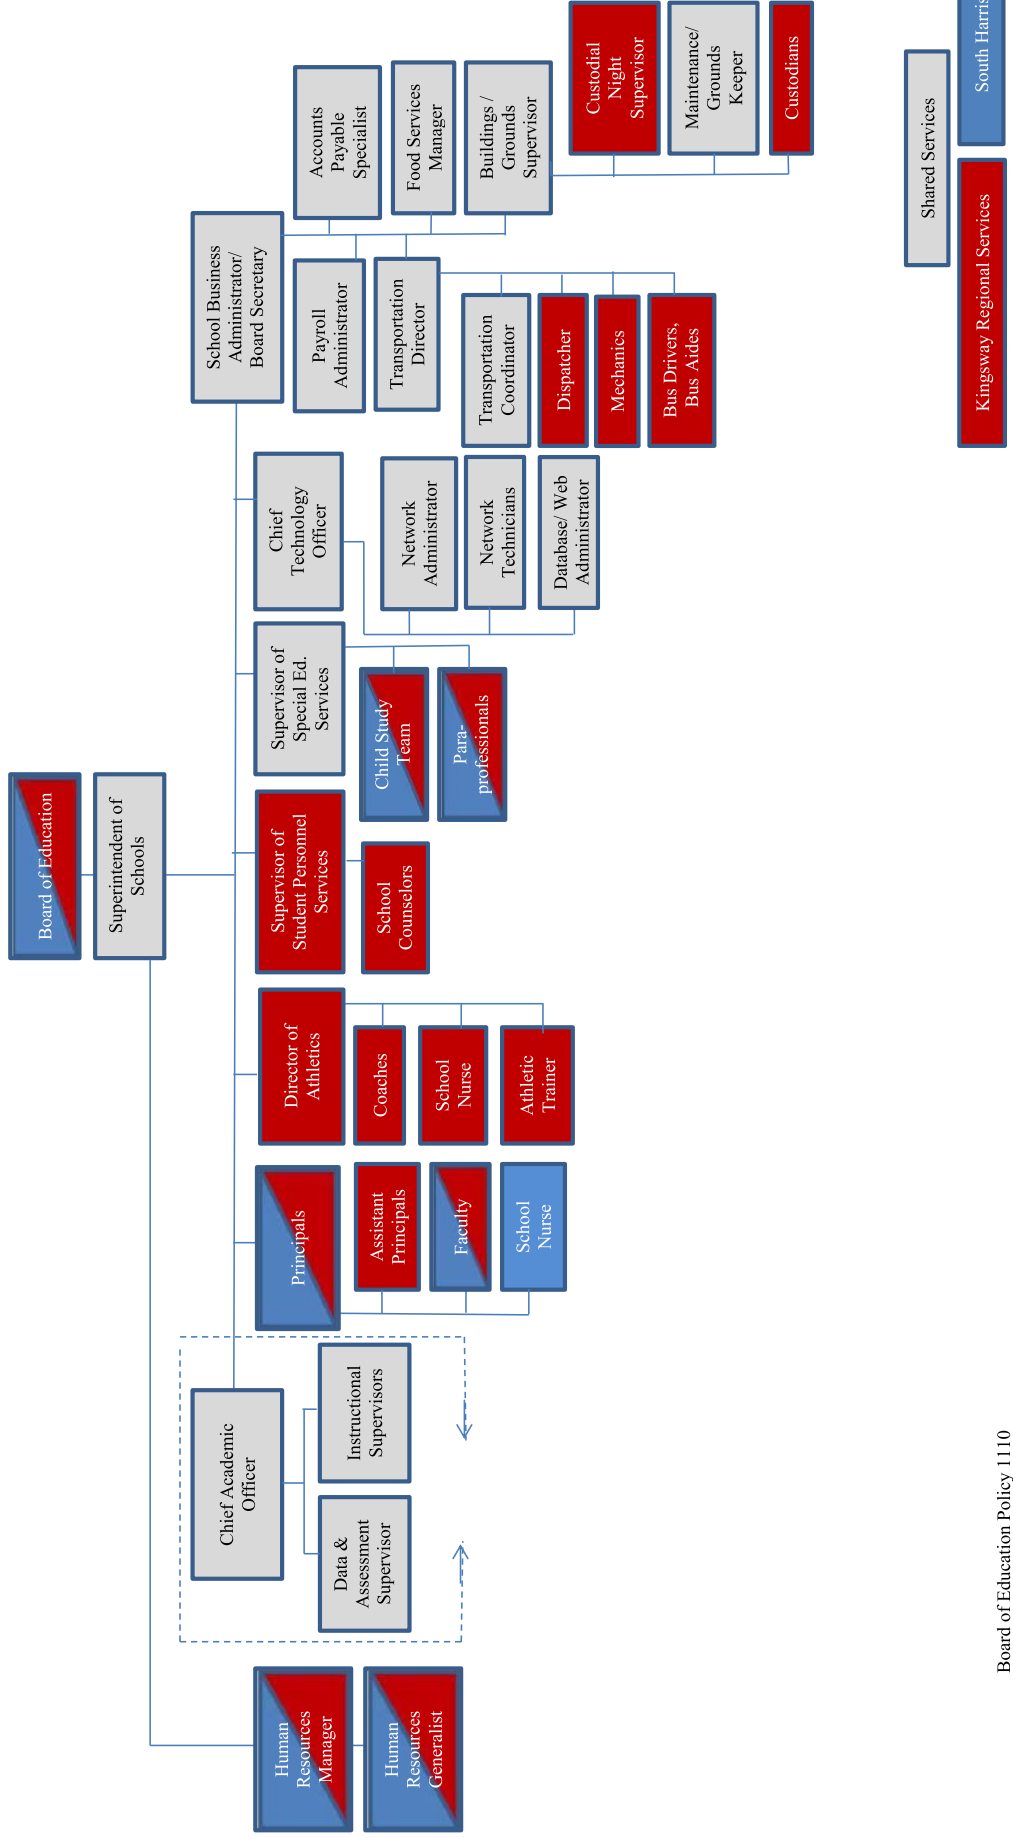 Board of Education
Superintendent of
Schools
Human
Resources
Manager
Human
Resources
Generalist
Chief Academic
Officer
Data &
Assessment
Supervisor
Instructional
Supervisors
Principals
Assistant
Principals
Faculty
School
Nurse
Director of
Athletics
Coaches
School
Nurse
Athletic
Trainer
Supervisor of
Student Personnel
Services
School
Counselors
Supervisor of
Special Ed.
Services
Child Study
Team
Para-
professionals
Chief
Technology
Officer
Network
Administrator
Network
Technicians
Database/ Web
Administrator
School Business
Administrator/
Board Secretary
Payroll
Administrator
Transportation
Director
Transportation
Coordinator
Dispatcher
Mechanics
Bus Drivers,
Bus Aides
Accounts
Payable
Specialist
Food Services
Manager
Buildings /
Grounds
Supervisor
Custodial
Night
Supervisor
Maintenance/
Grounds
Keeper
Custodians
Shared Services
Kingsway Regional Services
South Harris
Board of Education Policy 1110